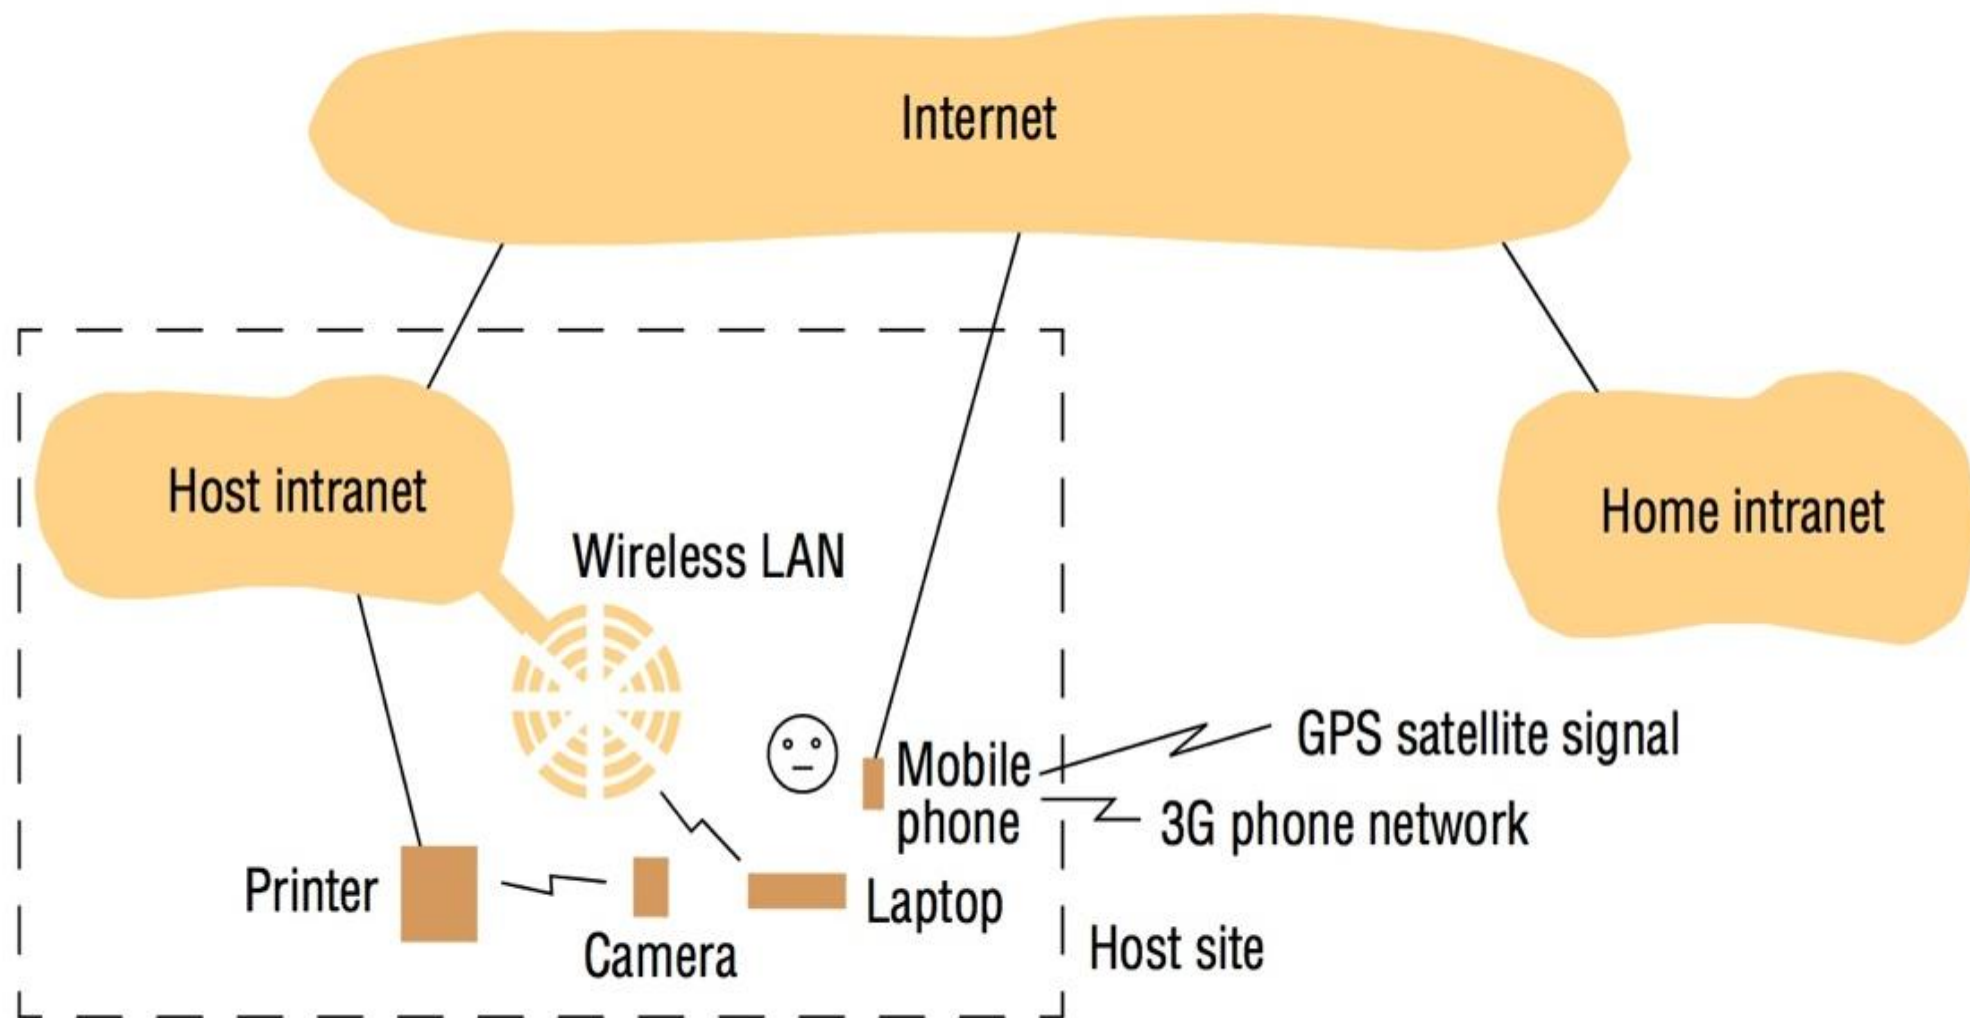 Internet
Host intranet
Wireless LAN
Home intranet
Mobile
phone
GPS satellite signal
3G phone network
Printer
Camera
Laptop
Host site